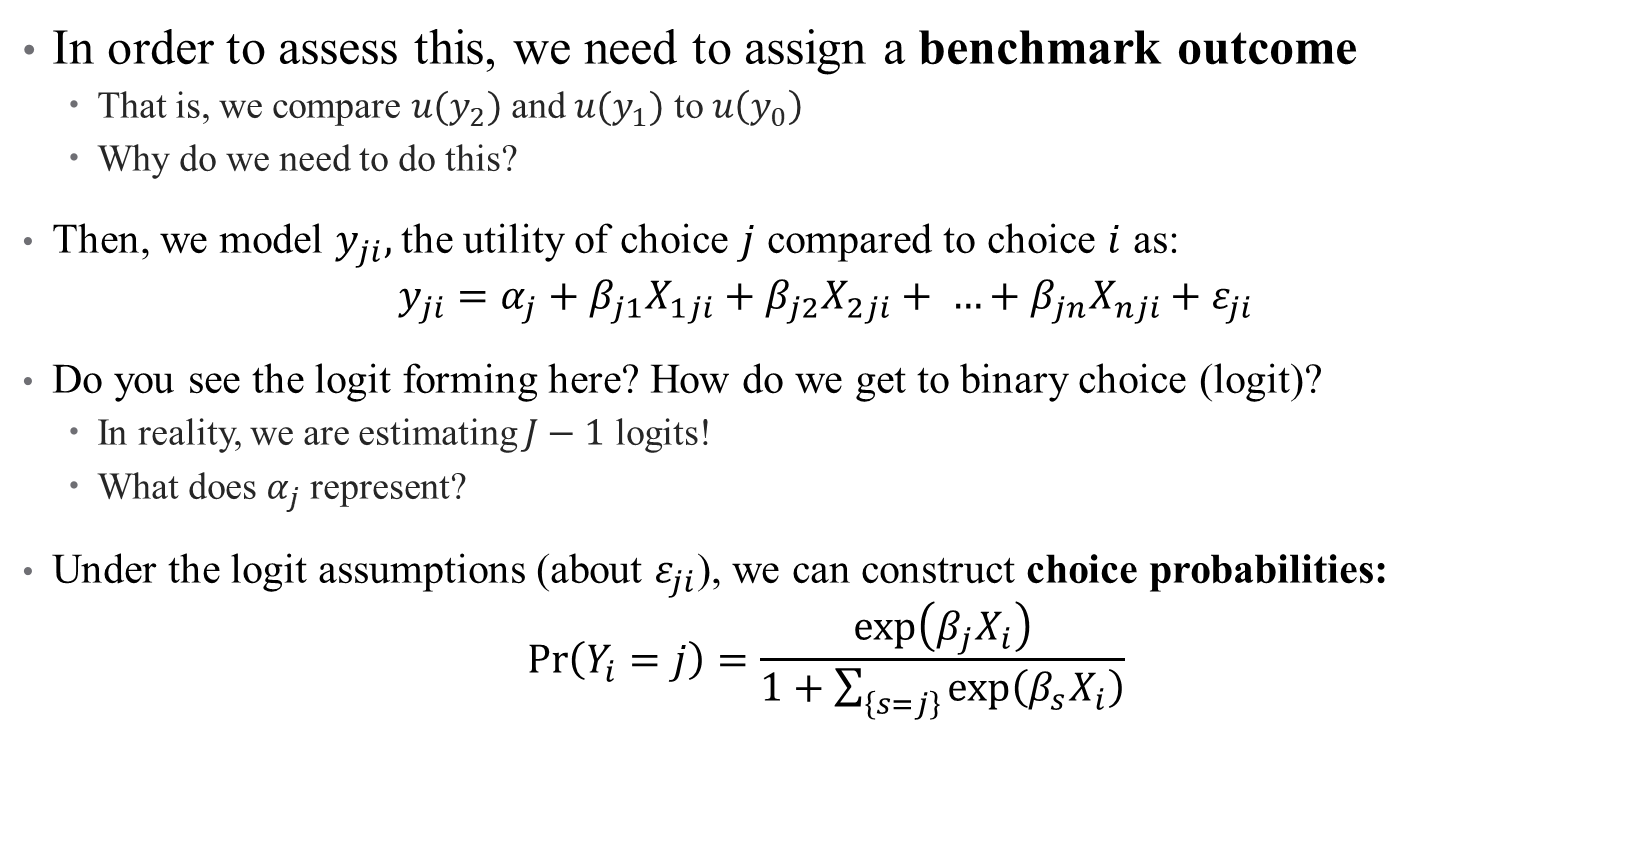 • In order to assess this, we need to assign a benchmark outcome
• That is, we compare 𝑢(𝑦₂) and 𝑢(𝑦₁) to 𝑢(𝑦₀)
• Why do we need to do this?
• Then, we model 𝑦ⱼᵢ, the utility of choice 𝑗 compared to choice 𝑖 as:
𝑦ⱼᵢ = αⱼ + βⱼ₁X₁ⱼᵢ + βⱼ₂X₂ⱼᵢ + … + βⱼₙXₙⱼᵢ + εⱼᵢ
• Do you see the logit forming here? How do we get to binary choice (logit)?
• In reality, we are estimating J − 1 logits!
• What does αⱼ represent?
• Under the logit assumptions (about εⱼᵢ), we can construct choice probabilities:
Pr(Yᵢ = j) = exp(βⱼXᵢ) / 1 + ∑_{s=j} exp(βₛXᵢ)